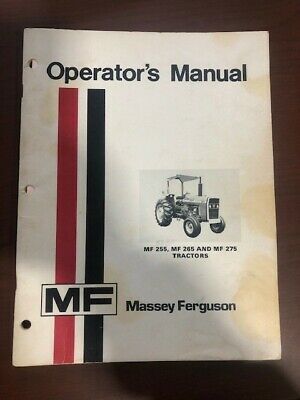 Operator's Manual
MF 255, MF 265 AND MF 275
TRACTORS
MF
Massey Ferguson